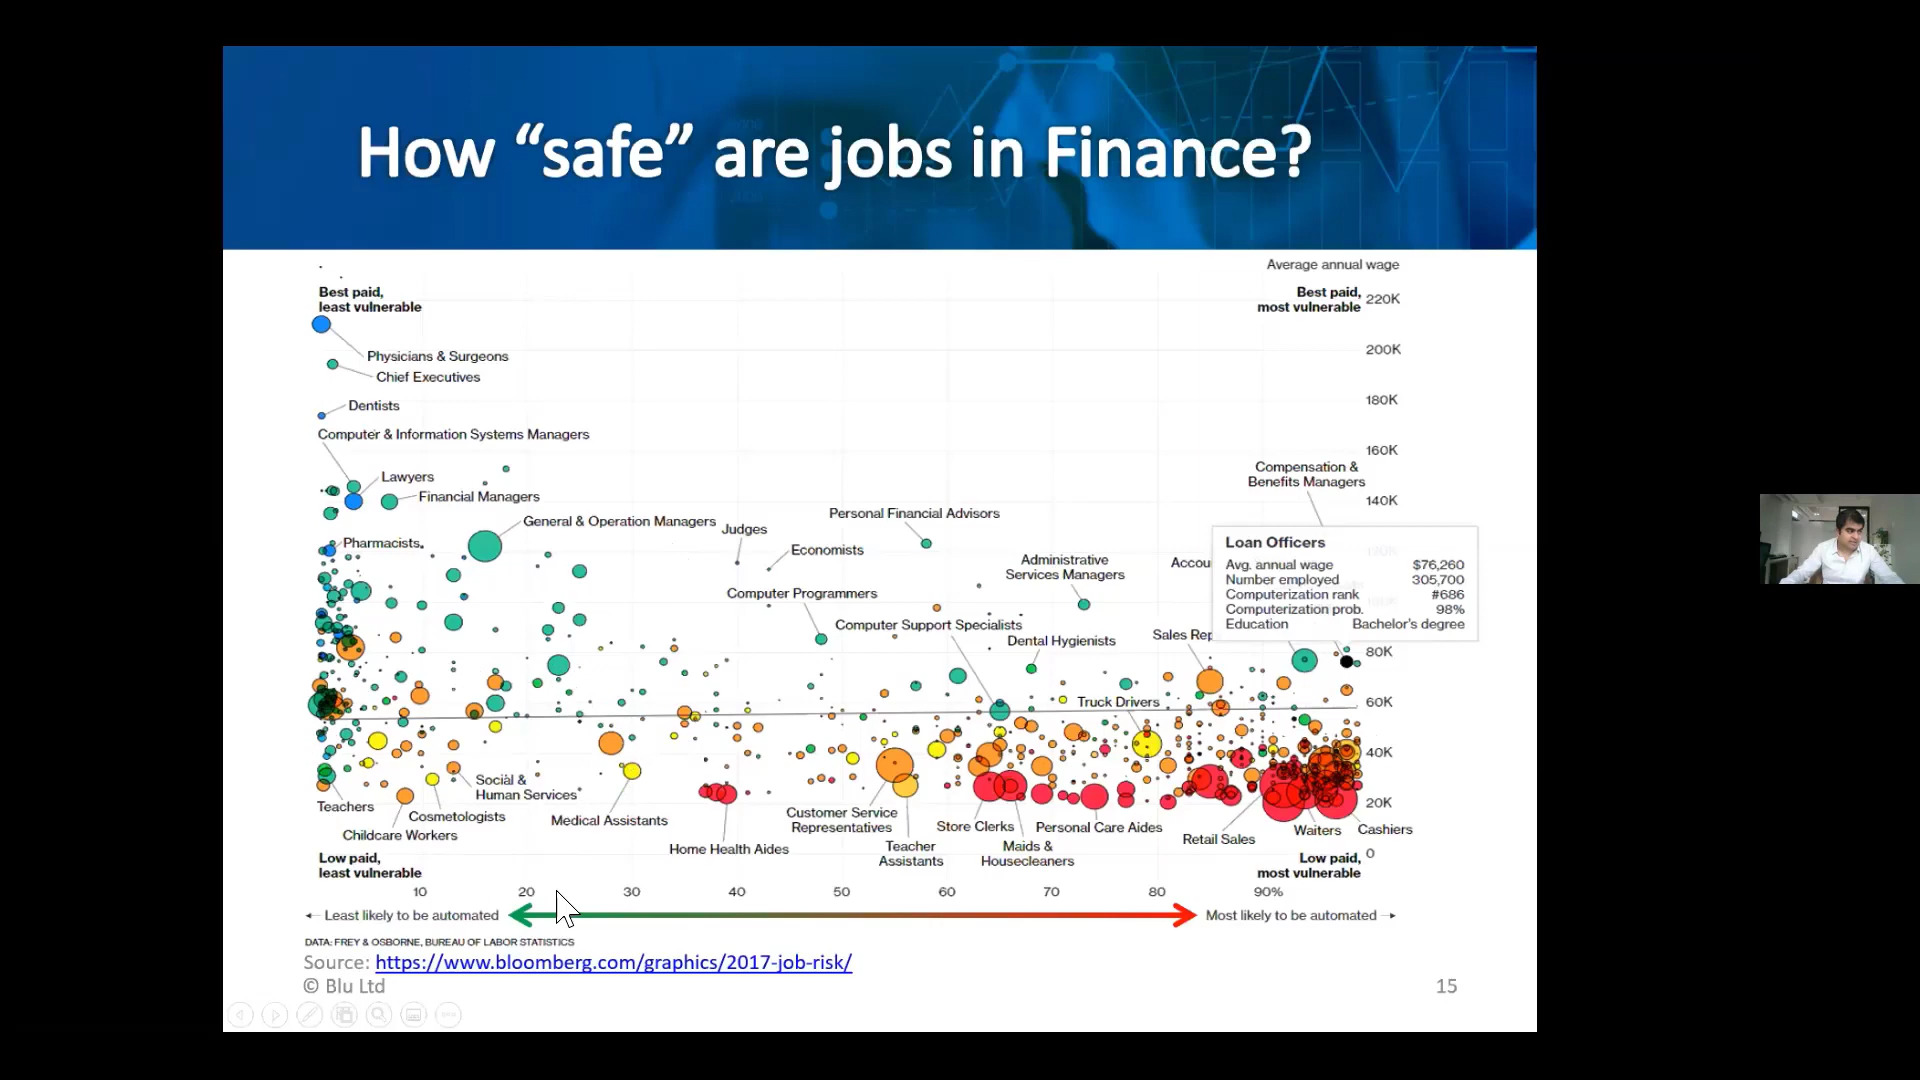 How “safe” are jobs in Finance?
Average annual wage
Best paid,
least vulnerable
Best paid,
most vulnerable
220K
Physicians & Surgeons
200K
Chief Executives
Dentists
180K
Computer & Information Systems Managers
160K
Lawyers
Compensation &
Benefits Managers
Financial Managers
140K
Personal Financial Advisors
General & Operation Managers
Judges
Pharmacists
Economists
Administrative
Services Managers
Accou
Loan Officers
Avg. annual wage $76,260
Number employed 305,700
Computerization rank #686
Computerization prob. 98%
Education Bachelor's degree
Computer Programmers
Computer Support Specialists
Dental Hygienists
Sales Rep
80K
Truck Drivers
60K
40K
Social &
Human Services
20K
Teachers
Cosmetologists
Childcare Workers
Medical Assistants
Home Health Aides
Customer Service
Representatives
Teacher
Assistants
Store Clerks
Maids &
Housecleaners
Personal Care Aides
Retail Sales
Waiters
Cashiers
0
Low paid,
least vulnerable
Low paid,
most vulnerable
10 20 30 40 50 60 70 80 90%
← Least likely to be automated
Most likely to be automated →
DATA: FREY & OSBORNE, BUREAU OF LABOR STATISTICS
Source: https://www.bloomberg.com/graphics/2017-job-risk/
© Blu Ltd
15